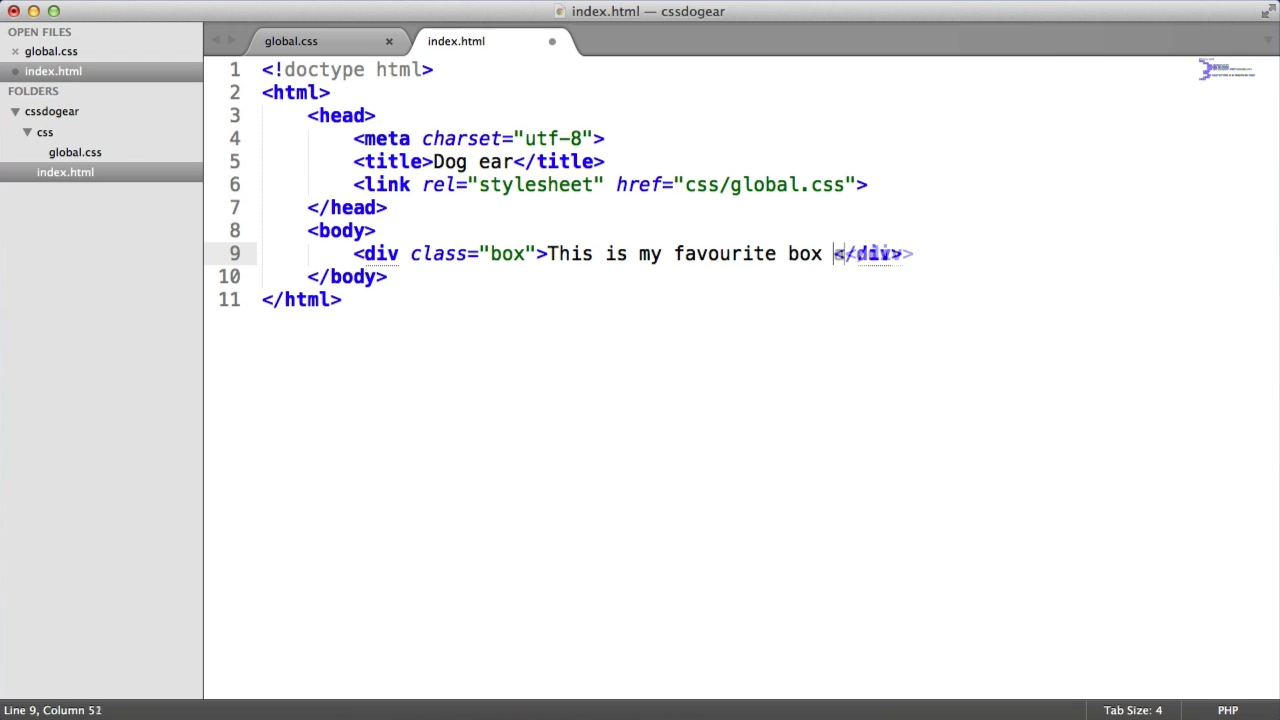 index.html — cssdogear
OPEN FILES
global.css
index.html
FOLDERS
cssdogear
css
global.css
index.html
global.css
index.html
1 <!doctype html>
2 <html>
3 <head>
4 <meta charset="utf-8">
5 <title>Dog ear</title>
6 <link rel="stylesheet" href="css/global.css">
7 </head>
8 <body>
9 <div class="box">This is my favourite box </div>
10 </body>
11 </html>
Line 9, Column 52
Tab Size: 4
PHP